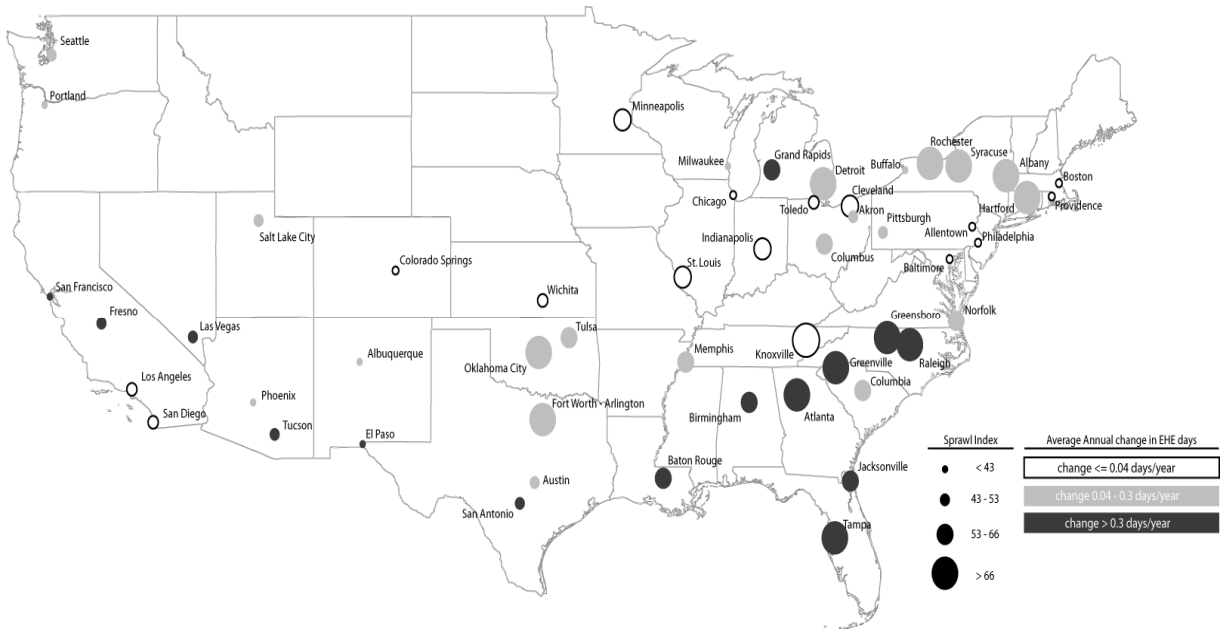 Seattle
Portland
Minneapolis
Rochester
Syracuse
Albany
Milwaukee
Grand Rapids
Detroit
Buffalo
Boston
Chicago
Toledo
Cleveland
Akron
Hartford
Providence
Salt Lake City
Indianapolis
Columbus
Pittsburgh
Allentown
Philadelphia
Colorado Springs
St. Louis
Baltimore
San Francisco
Wichita
Fresno
Las Vegas
Tulsa
Greensboro
Norfolk
Albuquerque
Oklahoma City
Memphis
Knoxville
Greenville
Raleigh
Los Angeles
Phoenix
Columbia
San Diego
Tucson
El Paso
Fort Worth - Arlington
Birmingham
Atlanta
Baton Rouge
Jacksonville
Austin
San Antonio
Tampa
Sprawl Index
< 43
43 - 53
53 - 66
> 66
Average Annual change in EHE days
change <= 0.04 days/year
change 0.04 - 0.3 days/year
change > 0.3 days/year